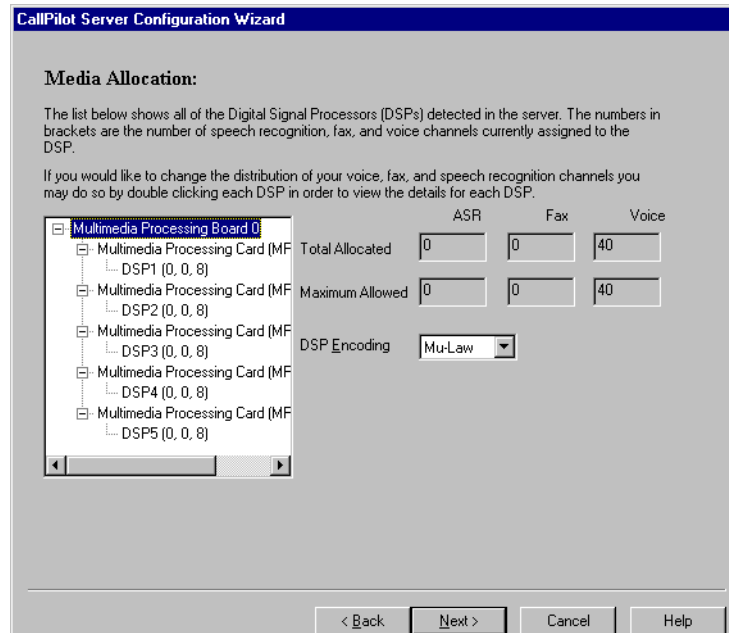 CallPilot Server Configuration Wizard
Media Allocation:
The list below shows all of the Digital Signal Processors (DSPs) detected in the server. The numbers in
brackets are the number of speech recognition, fax, and voice channels currently assigned to the
DSP.
If you would like to change the distribution of your voice, fax, and speech recognition channels you
may do so by double clicking each DSP in order to view the details for each DSP.
ASR Fax Voice
Multimedia Processing Board 0
Multimedia Processing Card (MF
DSP1 (0, 0, 8)
Multimedia Processing Card (MF
DSP2 (0, 0, 8)
Multimedia Processing Card (MF
DSP3 (0, 0, 8)
Multimedia Processing Card (MF
DSP4 (0, 0, 8)
Multimedia Processing Card (MF
DSP5 (0, 0, 8)
Total Allocated 0 0 40
Maximum Allowed 0 0 40
DSP Encoding Mu-Law
< Back Next > Cancel Help